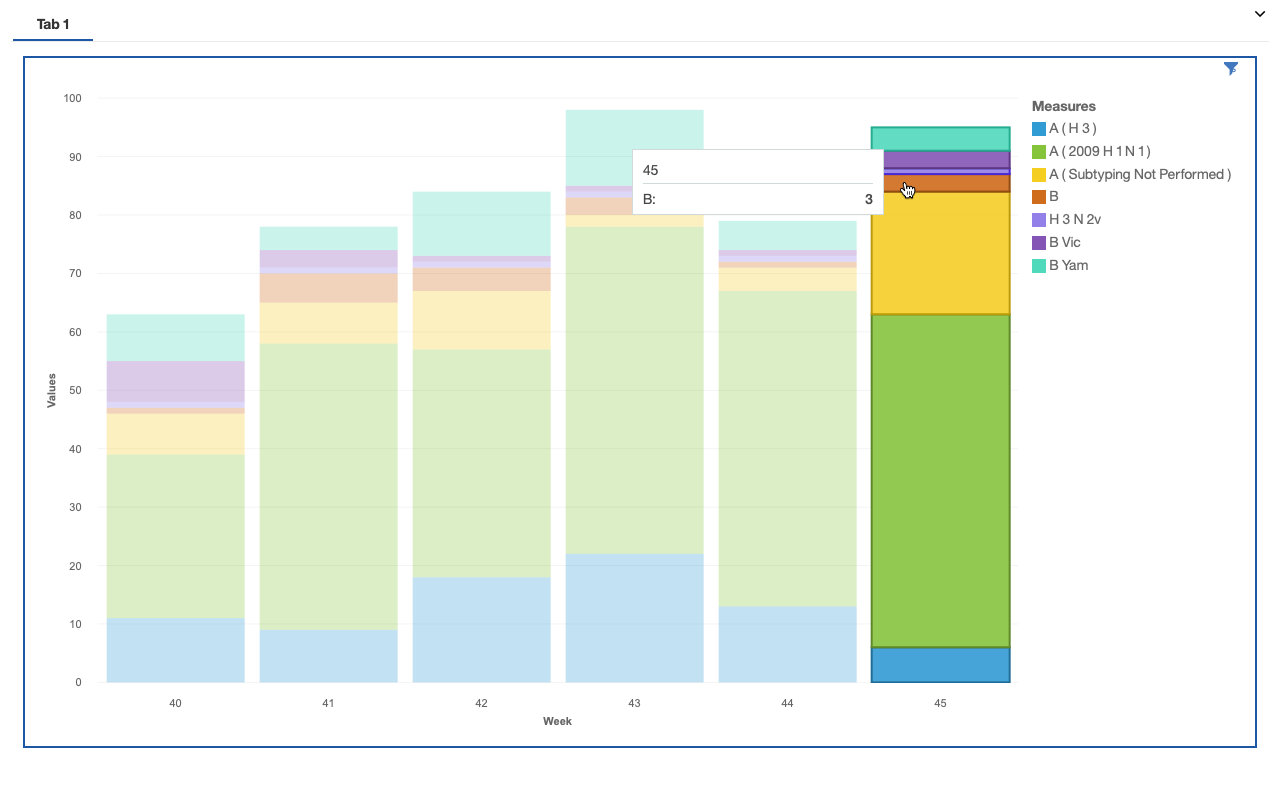 Tab 1
100
90
80
70
60
50
40
30
20
10
0
Values
45
B: 3
40 41 42 43 44 45
Week
Measures
A ( H 3 )
A ( 2009 H 1 N 1 )
A ( Subtyping Not Performed )
B
H 3 N 2v
B Vic
B Yam